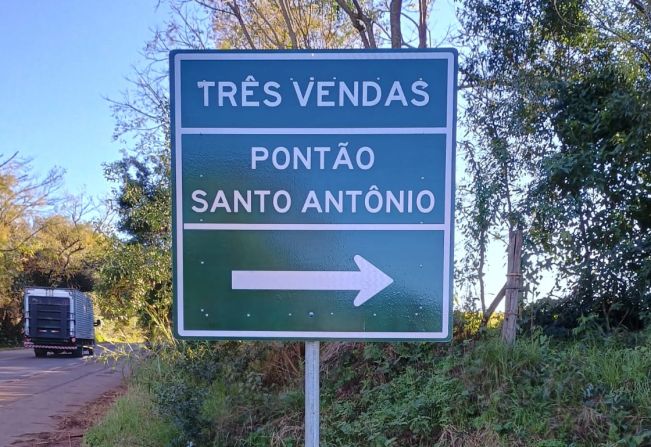 TRÊS VENDAS
PONTÃO
SANTO ANTÔNIO